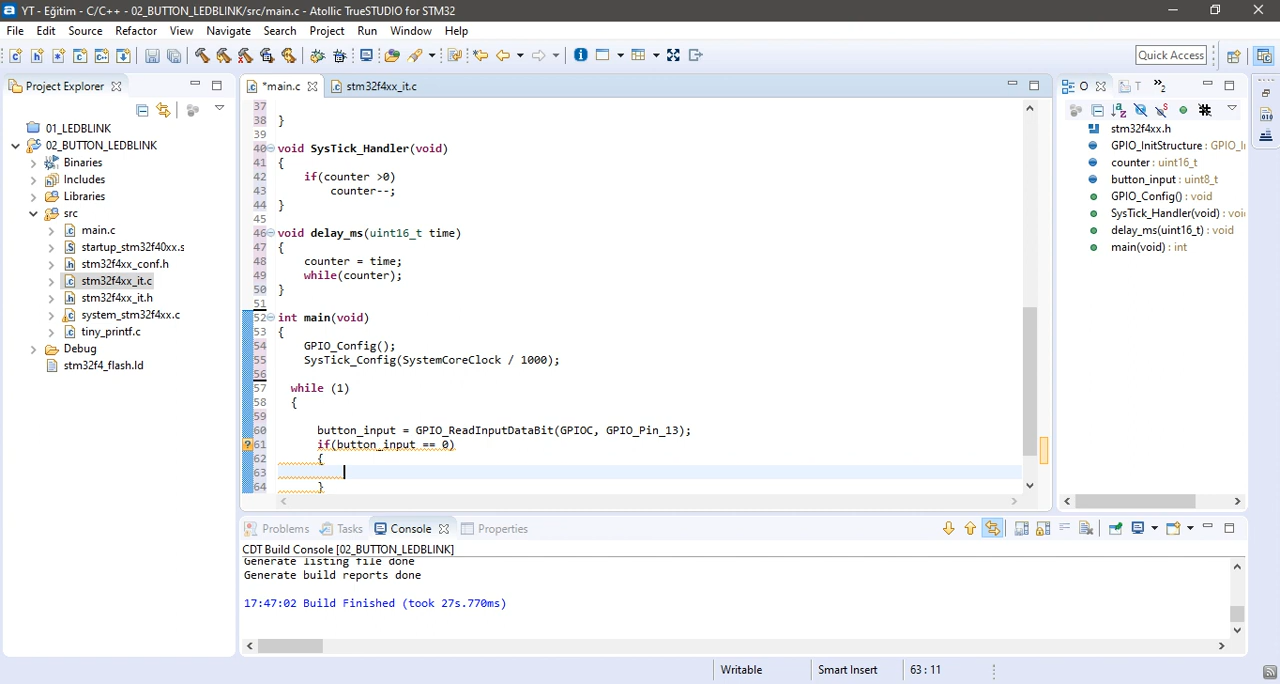 YT - Eğitim - C/C++ - 02_BUTTON_LEDBLINK/src/main.c - Atollic TrueSTUDIO for STM32
File Edit Source Refactor View Navigate Search Project Run Window Help
Quick Access
Project Explorer
01_LEDBLINK
02_BUTTON_LEDBLINK
Binaries
Includes
Libraries
src
main.c
startup_stm32f40xx.s
stm32f4xx_conf.h
stm32f4xx_it.c
stm32f4xx_it.h
system_stm32f4xx.c
tiny_printf.c
Debug
stm32f4_flash.ld
*main.c
stm32f4xx_it.c
37
38 }
39
40 void SysTick_Handler(void)
41 {
42 if(counter >0)
43 counter--;
44 }
45
46 void delay_ms(uint16_t time)
47 {
48 counter = time;
49 while(counter);
50 }
51
52 int main(void)
53 {
54 GPIO_Config();
55 SysTick_Config(SystemCoreClock / 1000);
56
57 while (1)
58 {
59
60 button_input = GPIO_ReadInputDataBit(GPIOC, GPIO_Pin_13);
61 if(button_input == 0)
62 {
63
64 }
O
T
2
stm32f4xx.h
GPIO_InitStructure : GPIO_I
counter : uint16_t
button_input : uint8_t
GPIO_Config() : void
SysTick_Handler(void) : voi
delay_ms(uint16_t) : void
main(void) : int
Problems Tasks Console Properties
CDT Build Console [02_BUTTON_LEDBLINK]
Generate listing file done
Generate build reports done
17:47:02 Build Finished (took 27s.770ms)
Writable Smart Insert 63 : 11